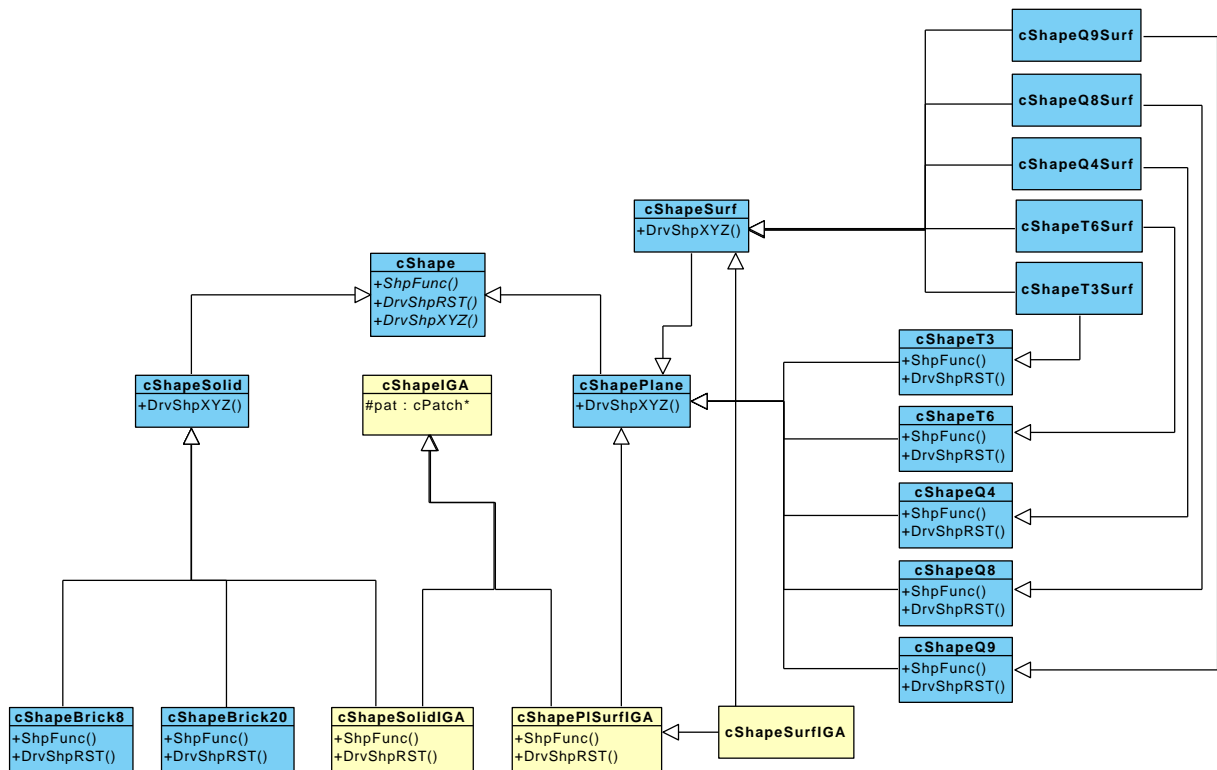 cShapeQ9Surf
cShapeQ8Surf
cShapeQ4Surf
cShapeSurf
+DrvShpXYZ()
cShapeT6Surf
cShape
+ShpFunc()
+DrvShpRST()
+DrvShpXYZ()
cShapeT3Surf
cShapeT3
+ShpFunc()
+DrvShpRST()
cShapeSolid
+DrvShpXYZ()
cShapeIGA
#pat : cPatch*
cShapePlane
+DrvShpXYZ()
cShapeT6
+ShpFunc()
+DrvShpRST()
cShapeQ4
+ShpFunc()
+DrvShpRST()
cShapeQ8
+ShpFunc()
+DrvShpRST()
cShapeQ9
+ShpFunc()
+DrvShpRST()
cShapeBrick8
+ShpFunc()
+DrvShpRST()
cShapeBrick20
+ShpFunc()
+DrvShpRST()
cShapeSolidIGA
+ShpFunc()
+DrvShpRST()
cShapePlSurfIGA
+ShpFunc()
+DrvShpRST()
cShapeSurfIGA